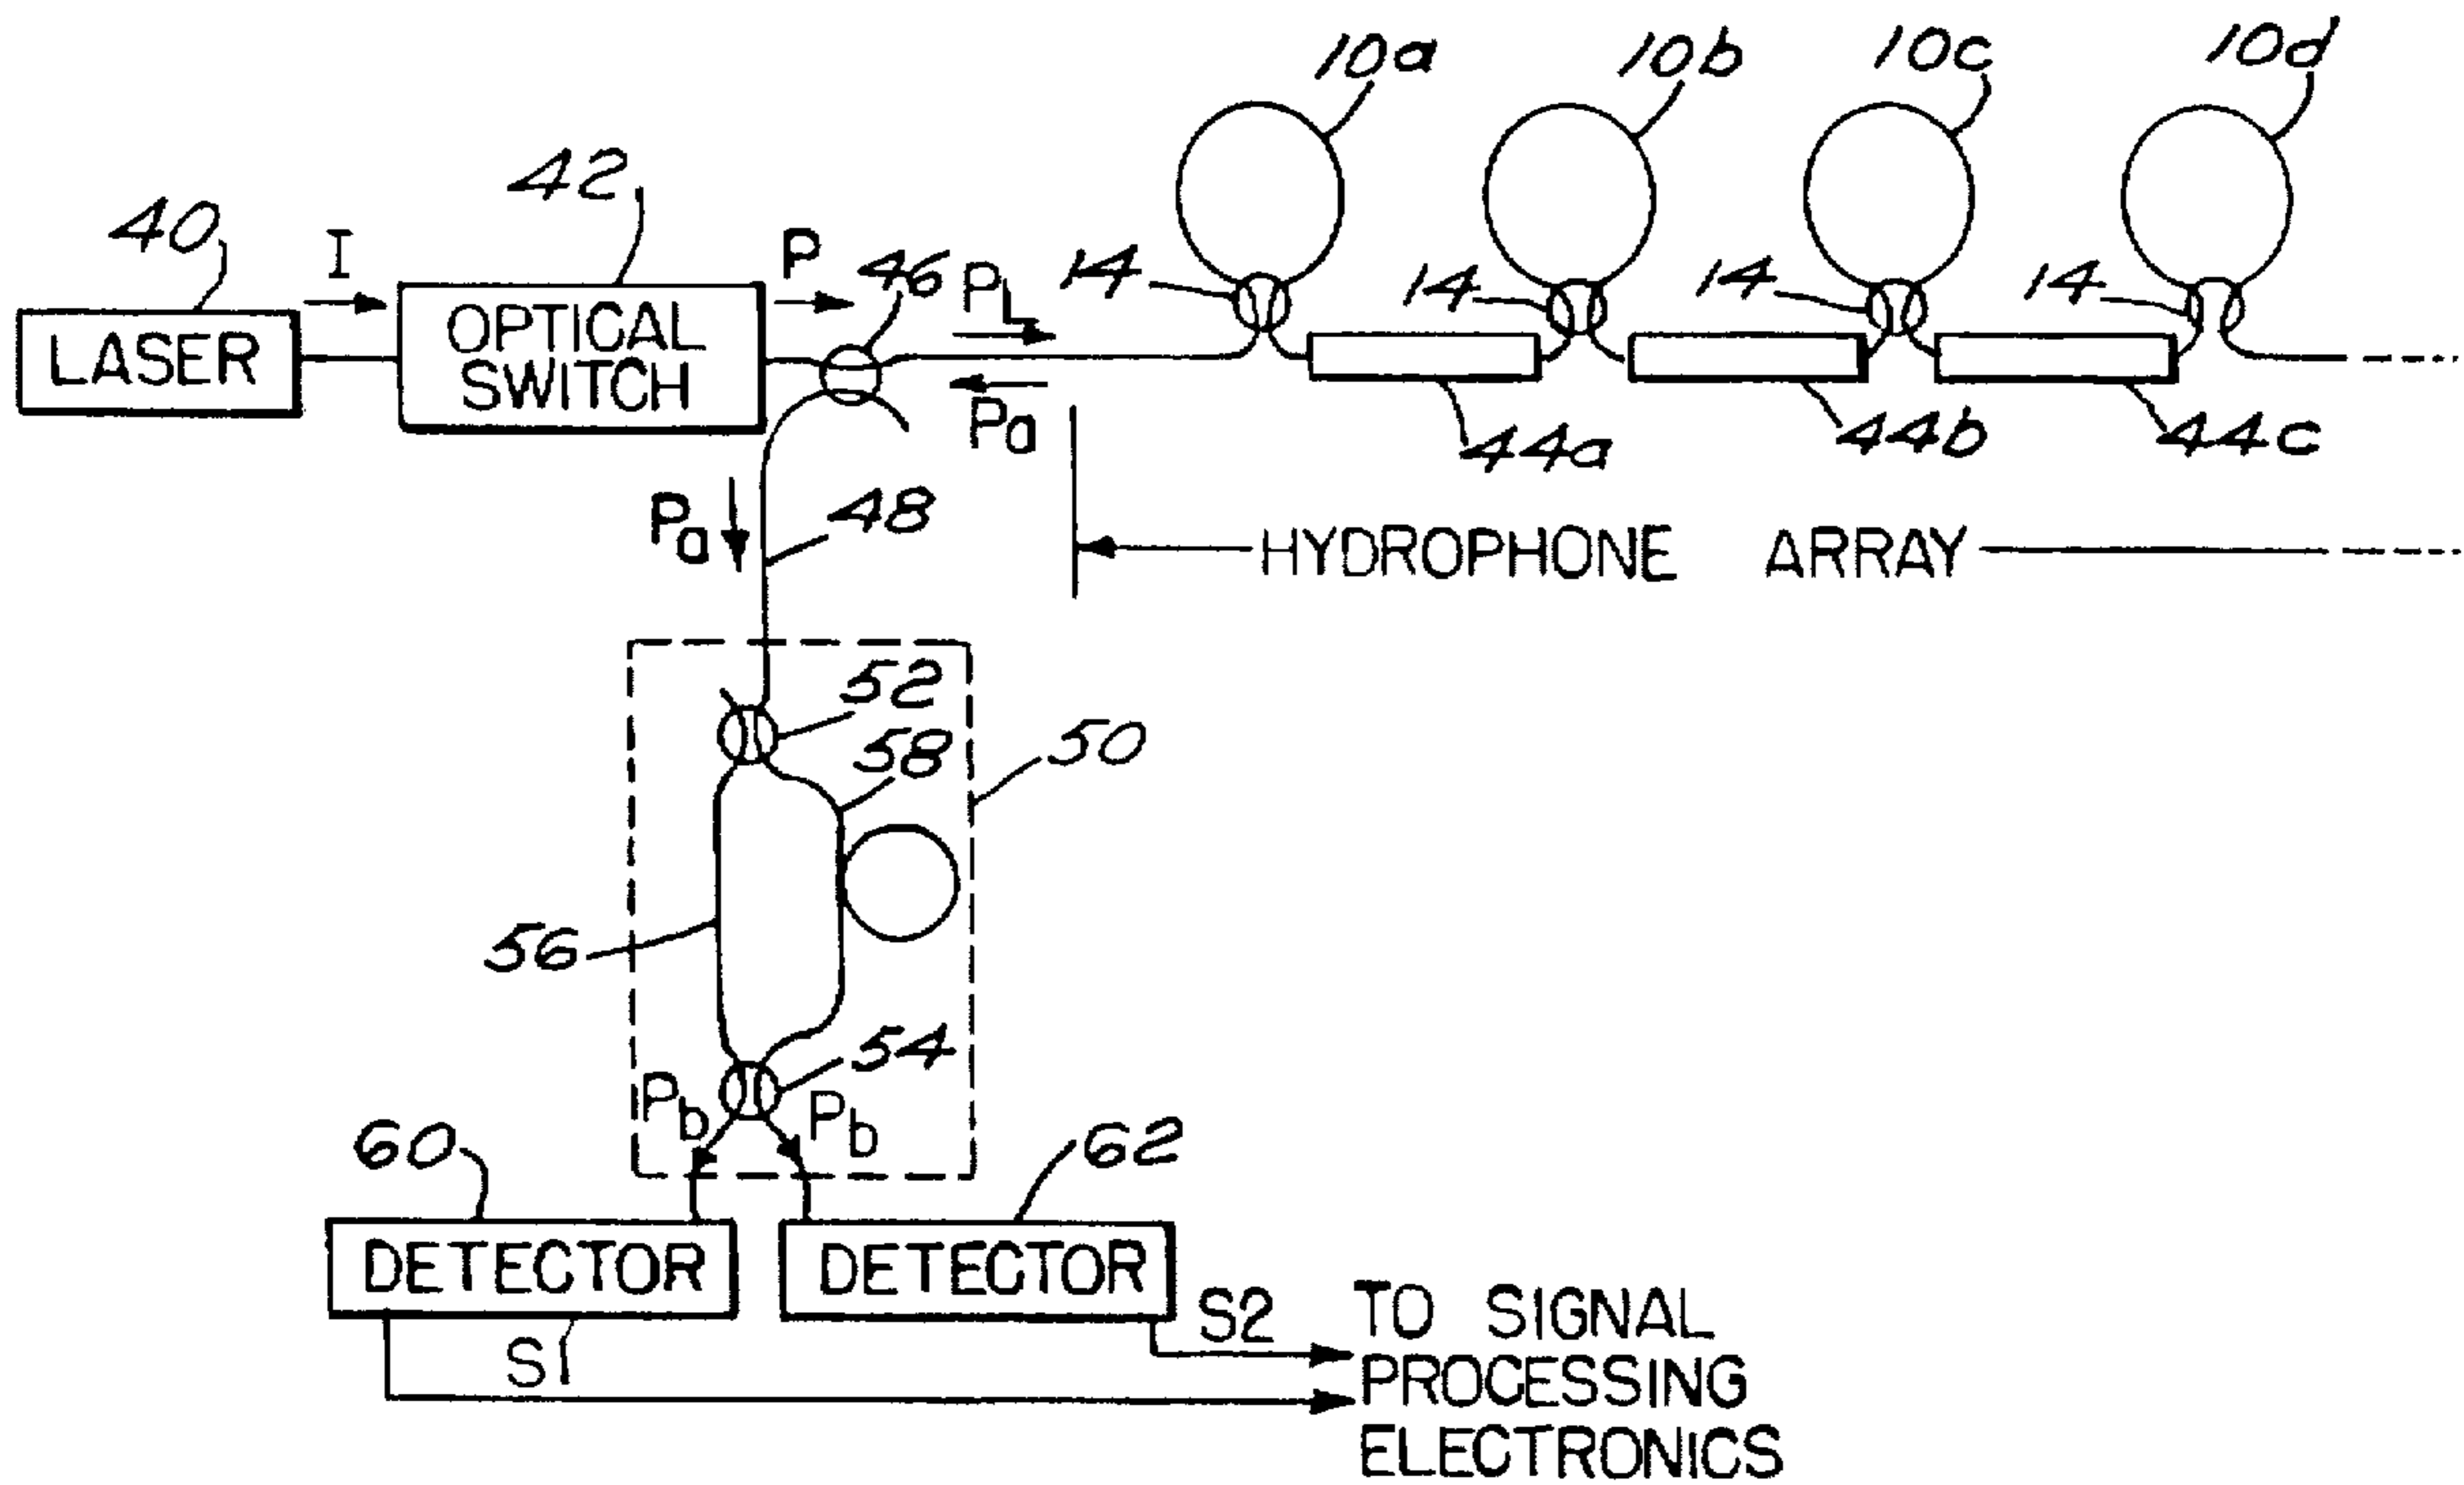 10a
10b
10c
10d
42
40
I
P
46
PL
14
14
14
14
LASER
OPTICAL
SWITCH
Pa
44a
44b
44c
Pa
48
HYDROPHONE ARRAY
52
58
50
56
54
Pb
Pb
60
62
DETECTOR
DETECTOR
S1
S2
TO SIGNAL
PROCESSING
ELECTRONICS